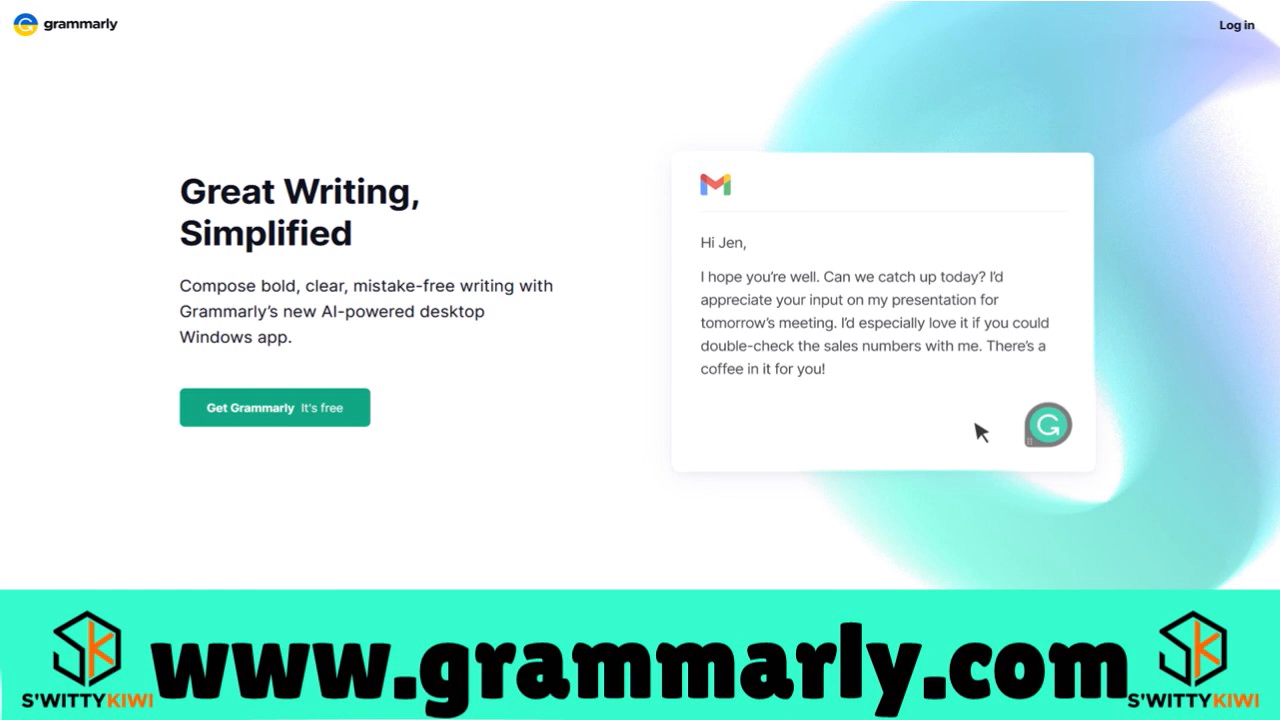 grammarly
Log in
Great Writing,
Simplified
Compose bold, clear, mistake-free writing with
Grammarly’s new AI-powered desktop
Windows app.
Get Grammarly It's free
Hi Jen,
I hope you’re well. Can we catch up today? I’d
appreciate your input on my presentation for
tomorrow’s meeting. I’d especially love it if you could
double-check the sales numbers with me. There’s a
coffee in it for you!
SK
S'WITTYKIWI
www.grammarly.com
SK
S'WITTYKIWI